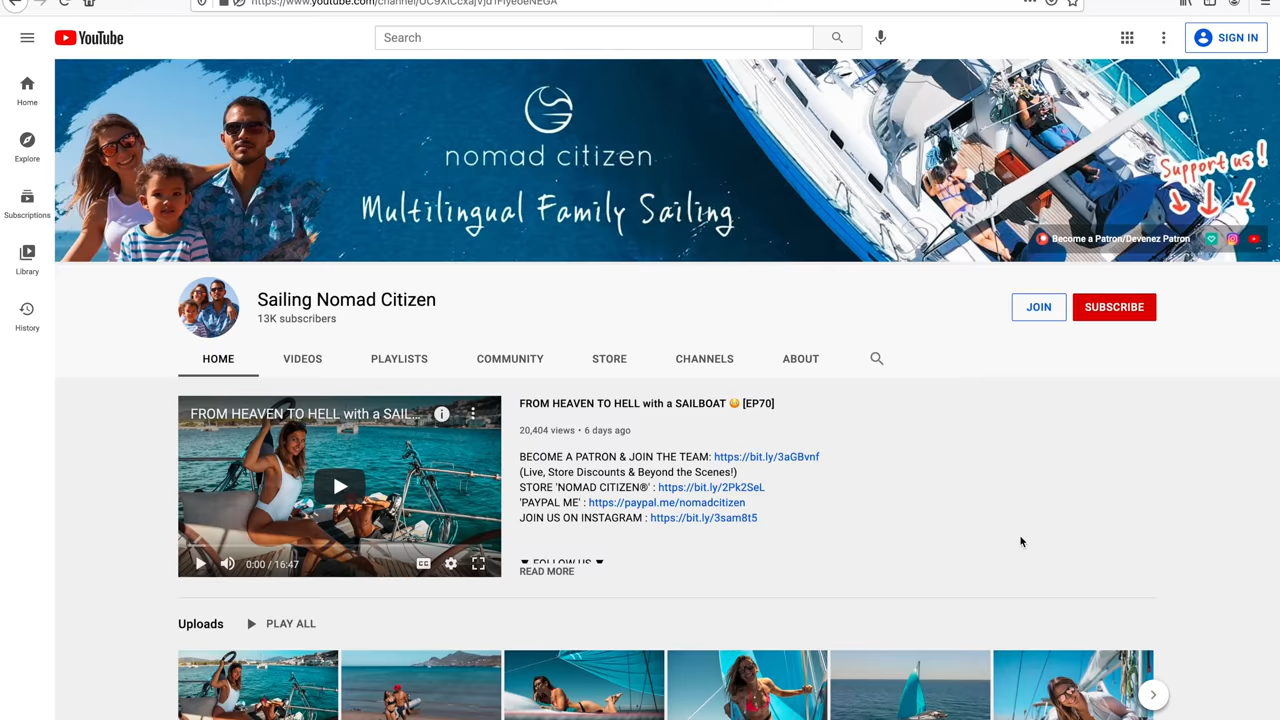 YouTube
Search
SIGN IN
Home
Explore
Subscriptions
Library
History
nomad citizen
Multilingual Family Sailing
Support us!
Become a Patron/Devenez Patron
Sailing Nomad Citizen
13K subscribers
JOIN
SUBSCRIBE
HOME
VIDEOS
PLAYLISTS
COMMUNITY
STORE
CHANNELS
ABOUT
FROM HEAVEN TO HELL with a SAIL...
0:00 / 16:47
FROM HEAVEN TO HELL with a SAILBOAT 😳 [EP70]
20,404 views • 6 days ago
BECOME A PATRON & JOIN THE TEAM: https://bit.ly/3aGBvnf
(Live, Store Discounts & Beyond the Scenes!)
STORE 'NOMAD CITIZEN®' : https://bit.ly/2Pk2SeL
'PAYPAL ME' : https://paypal.me/nomadcitizen
JOIN US ON INSTAGRAM : https://bit.ly/3sam8t5
▼ FOLLOW US ▼
READ MORE
Uploads
PLAY ALL